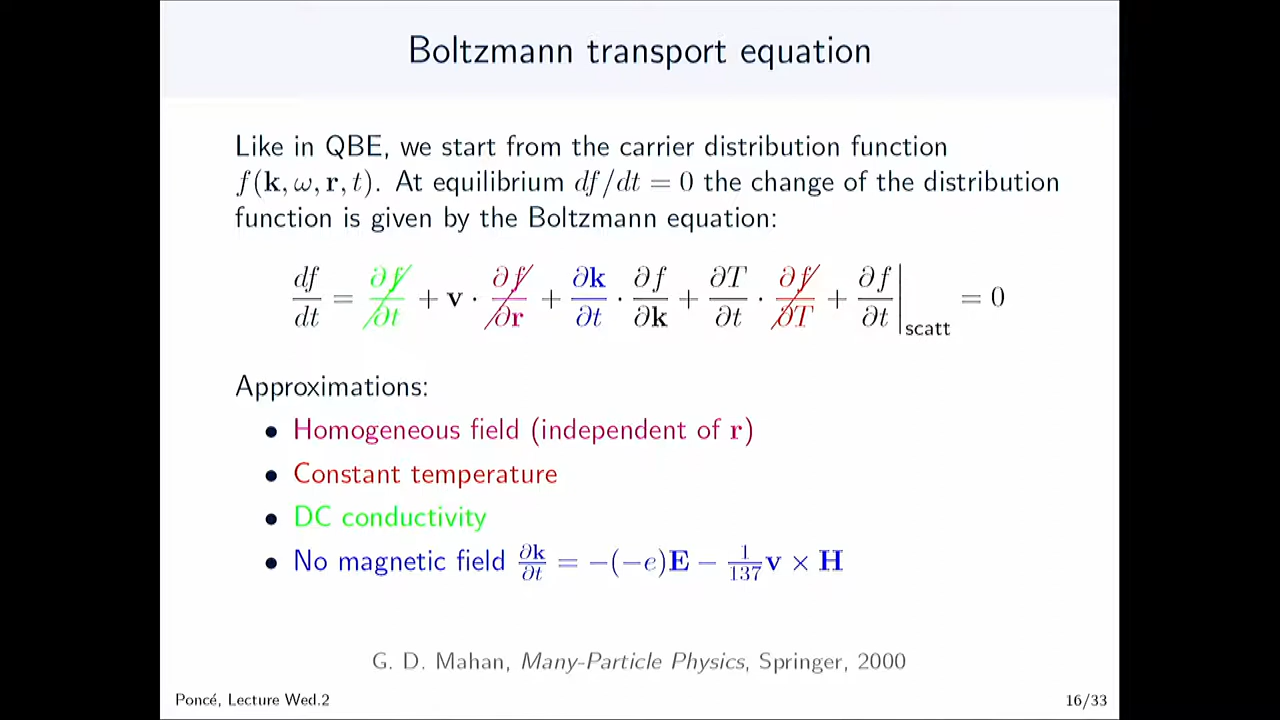 Boltzmann transport equation
Like in QBE, we start from the carrier distribution function
f(k, ω, r, t). At equilibrium df/dt = 0 the change of the distribution
function is given by the Boltzmann equation:
df/dt = ∂f/∂t + v · ∂f/∂r + ∂k/∂t · ∂f/∂k + ∂T/∂t · ∂f/∂T + ∂f/∂t|scatt = 0
Approximations:
• Homogeneous field (independent of r)
• Constant temperature
• DC conductivity
• No magnetic field ∂k/∂t = −(−e)E − 1/137 v × H
G. D. Mahan, Many-Particle Physics, Springer, 2000
Poncé, Lecture Wed.2
16/33